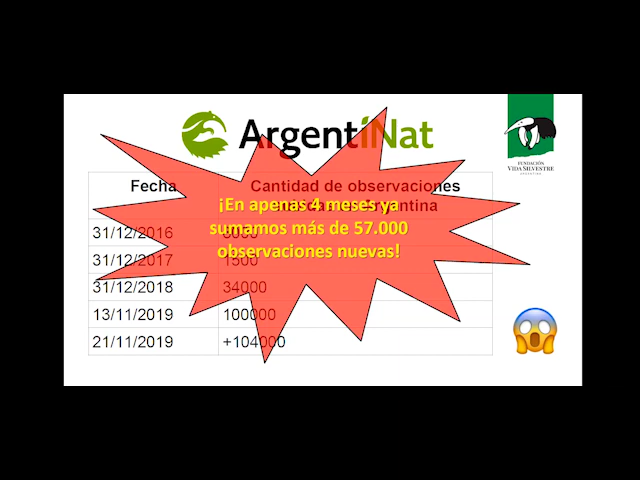 ArgentiNat
FUNDACIÓN
VIDA SILVESTRE
ARGENTINA
Fecha
Cantidad de observaciones
Argentina
¡En apenas 4 meses ya
sumamos más de 57.000
observaciones nuevas!
31/12/2016
31/12/2017
1500
31/12/2018
34000
13/11/2019
100000
21/11/2019
+104000